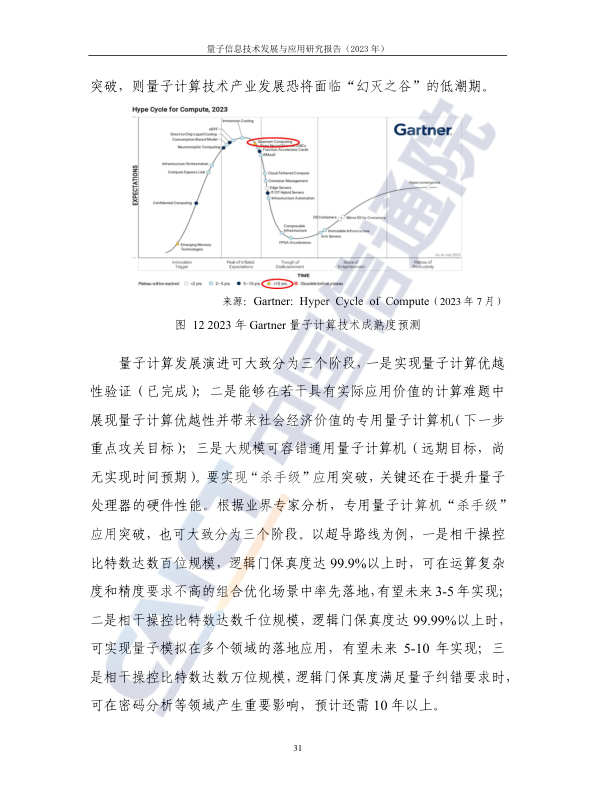 量子信息技术发展与应用研究报告（2023 年）
突破，则量子计算技术产业发展恐将面临“幻灭之谷”的低潮期。
Hype Cycle for Compute, 2023
Gartner
Immersion Cooling
eBPF
Direct-to-Chip Liquid Cooling
Consumption-Based Model
Neuromorphic Computing
Quantum Computing
Function Accelerator Cards
(BMaaS)
Infrastructure Orchestration
Compute Express Link
Cloud Tethered Compute
Container Management
Edge Servers
IT/OT Hybrid Servers
Infrastructure Automation
Hyperconvergence
EXPECTATIONS
Confidential Computing
OS Containers
Micro OS for Containers
Composable
Infrastructure
Immutable Infrastructure
Arm Servers
FPGA Accelerators
Emerging Memory
Technologies
As of July 2023
Innovation
Trigger
Peak of Inflated
Expectations
Trough of
Disillusionment
Slope of
Enlightenment
Plateau of
Productivity
TIME
Plateau will be reached: <2 yrs. 2–5 yrs. 5–10 yrs. >10 yrs. Obsolete before plateau
来源：Gartner: Hyper Cycle of Compute（2023 年 7 月）
图 12 2023 年 Gartner 量子计算技术成熟度预测
量子计算发展演进可大致分为三个阶段，一是实现量子计算优越
性验证（已完成）；二是能够在若干具有实际应用价值的计算难题中
展现量子计算优越性并带来社会经济价值的专用量子计算机（下一步
重点攻关目标）；三是大规模可容错通用量子计算机（远期目标，尚
无实现时间预期）。要实现“杀手级”应用突破，关键还在于提升量子
处理器的硬件性能。根据业界专家分析，专用量子计算机“杀手级”
应用突破，也可大致分为三个阶段。以超导路线为例，一是相干操控
比特数达数百位规模，逻辑门保真度达 99.9%以上时，可在运算复杂
度和精度要求不高的组合优化场景中率先落地，有望未来 3-5 年实现；
二是相干操控比特数达数千位规模，逻辑门保真度达 99.99%以上时，
可实现量子模拟在多个领域的落地应用，有望未来 5-10 年实现；三
是相干操控比特数达数万位规模，逻辑门保真度满足量子纠错要求时，
可在密码分析等领域产生重要影响，预计还需 10 年以上。
CAICT 中国信通院
31